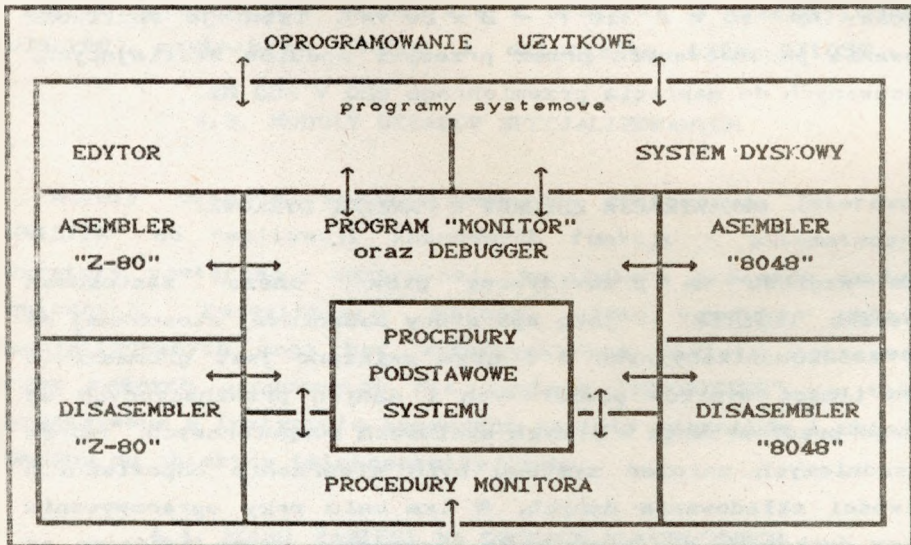 OPROGRAMOWANIE UZYTKOWE
programy systemowe
EDYTOR
SYSTEM DYSKOWY
ASEMBLER
"Z-80"
PROGRAM "MONITOR"
oraz DEBUGGER
ASEMBLER
"8048"
PROCEDURY
PODSTAWOWE
SYSTEMU
DISASEMBLER
"Z-80"
DISASEMBLER
"8048"
PROCEDURY MONITORA